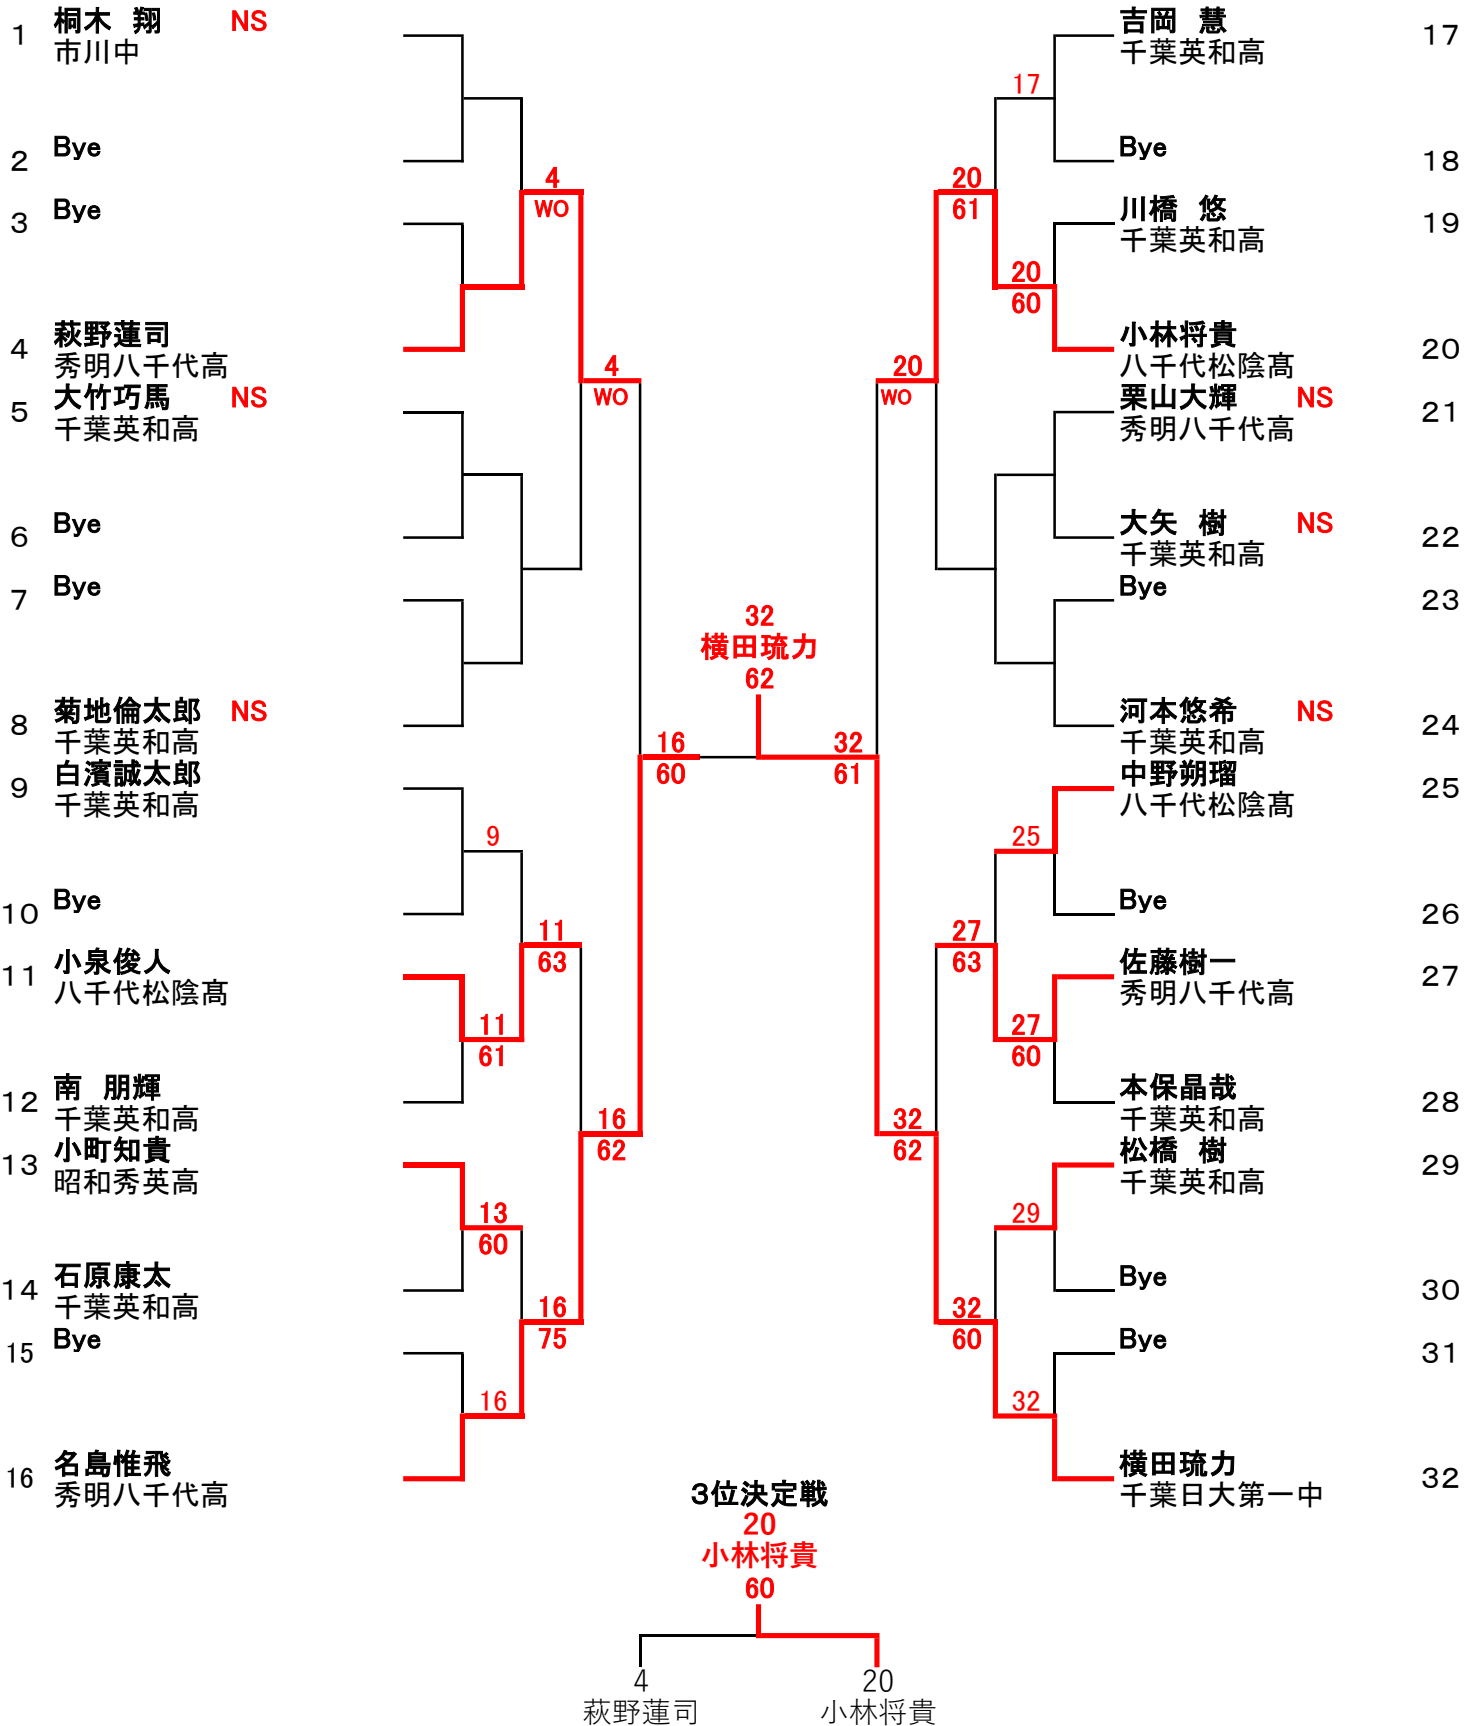 1 桐木　翔 NS
市川中
2 Bye
3 Bye
4 萩野蓮司
秀明八千代高
5 大竹巧馬 NS
千葉英和高
6 Bye
7 Bye
8 菊地倫太郎 NS
千葉英和高
9 白濱誠太郎
千葉英和高
10 Bye
11 小泉俊人
八千代松陰髙
12 南　朋輝
千葉英和高
13 小町知貴
昭和秀英高
14 石原康太
千葉英和高
15 Bye
16 名島惟飛
秀明八千代高
9
11
61
13
60
16
4
WO
11
63
16
75
4
WO
16
62
16
60
32
横田琉力
62
32
61
20
WO
32
62
20
61
27
63
32
60
17
20
60
25
27
60
29
32
吉岡　慧 17
千葉英和高
Bye 18
川橋　悠 19
千葉英和高
小林将貴 20
八千代松陰髙
栗山大輝 NS 21
秀明八千代高
大矢　樹 NS 22
千葉英和高
Bye 23
河本悠希 NS 24
千葉英和高
中野朔瑠 25
八千代松陰髙
Bye 26
佐藤樹一 27
秀明八千代高
本保晶哉 28
千葉英和高
松橋　樹 29
千葉英和高
Bye 30
Bye 31
横田琉力 32
千葉日大第一中
３位決定戦
20
小林将貴
60
4 20
萩野蓮司 小林将貴